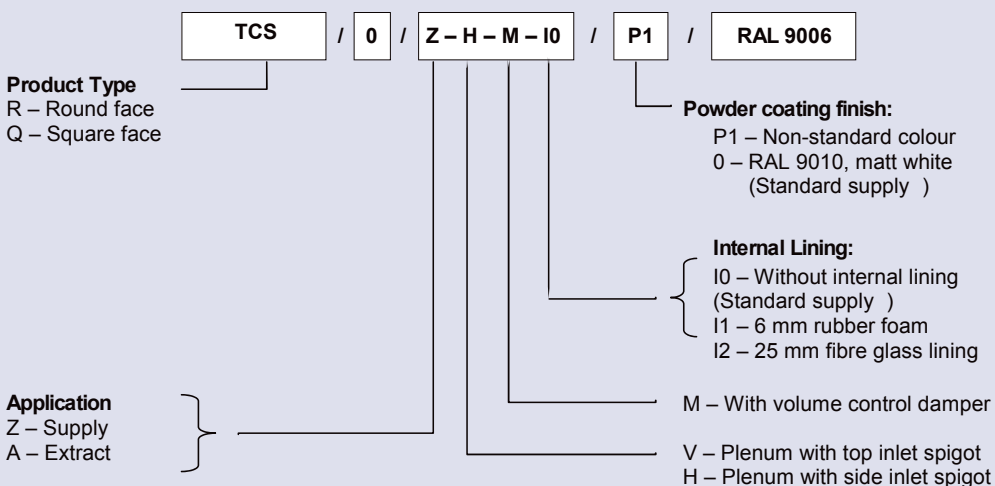 TCS / 0 / Z – H – M – I0 / P1 / RAL 9006
Product Type
R – Round face
Q – Square face
Powder coating finish:
P1 – Non-standard colour
0 – RAL 9010, matt white
(Standard supply )
Internal Lining:
I0 – Without internal lining
(Standard supply )
I1 – 6 mm rubber foam
I2 – 25 mm fibre glass lining
Application
Z – Supply
A – Extract
M – With volume control damper
V – Plenum with top inlet spigot
H – Plenum with side inlet spigot